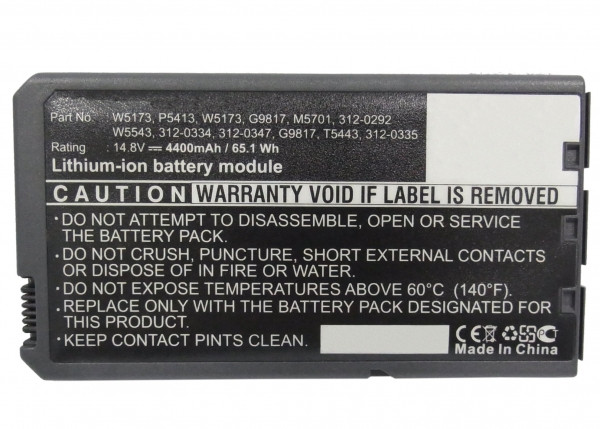 Part No.: W5173, P5413, W5173, G9817, M5701, 312-0292
W5543, 312-0334, 312-0347, G9817, T5443, 312-0335
Rating : 14.8V ⎓ 4400mAh / 65.1 Wh
Lithium-ion battery module
CAUTION WARRANTY VOID IF LABEL IS REMOVED
•DO NOT ATTEMPT TO DISASSEMBLE, OPEN OR SERVICE
THE BATTERY PACK.
•DO NOT CRUSH, PUNCTURE, SHORT EXTERNAL CONTACTS
OR DISPOSE OF IN FIRE OR WATER.
•DO NOT EXPOSE TEMPERATURES ABOVE 60°C (140°F).
•REPLACE ONLY WITH THE BATTERY PACK DESIGNATED FOR
THIS PRODUCT.
•KEEP CONTACT PINTS CLEAN.
CE
MADE IN CHINA